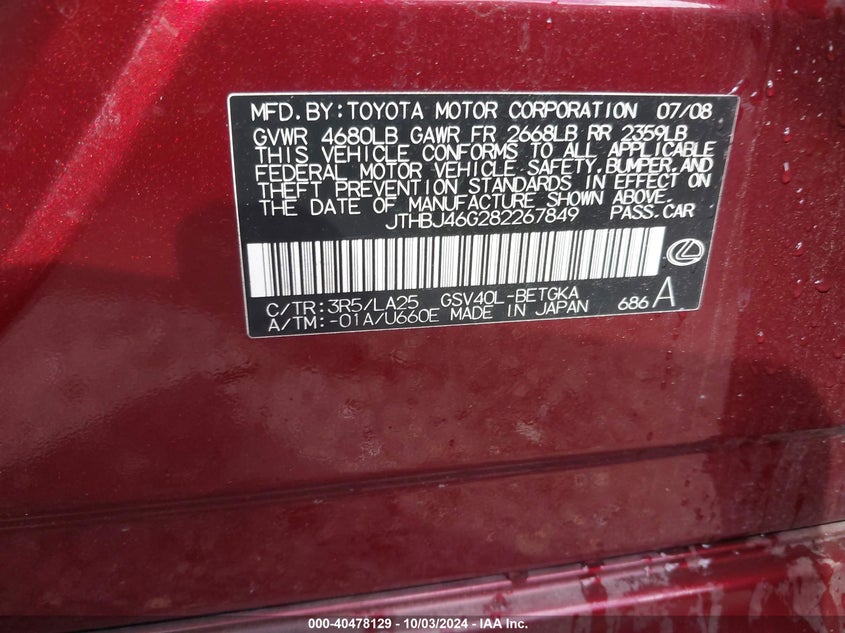 MFD.BY:TOYOTA MOTOR CORPORATION 07/08
GVWR 4680LB GAWR FR 2668LB RR 2359LB
THIS VEHICLE CONFORMS TO ALL APPLICABLE
FEDERAL MOTOR VEHICLE SAFETY,BUMPER,AND
THEFT PREVENTION STANDARDS IN EFFECT ON
THE DATE OF MANUFACTURE SHOWN ABOVE.
JTHBJ46G282267849 PASS.CAR
C/TR:3R5/LA25 GSV40L-BETGKA
A/TM:-01A/U660E MADE IN JAPAN 686 A
000-40478129 - 10/03/2024 - IAA Inc.